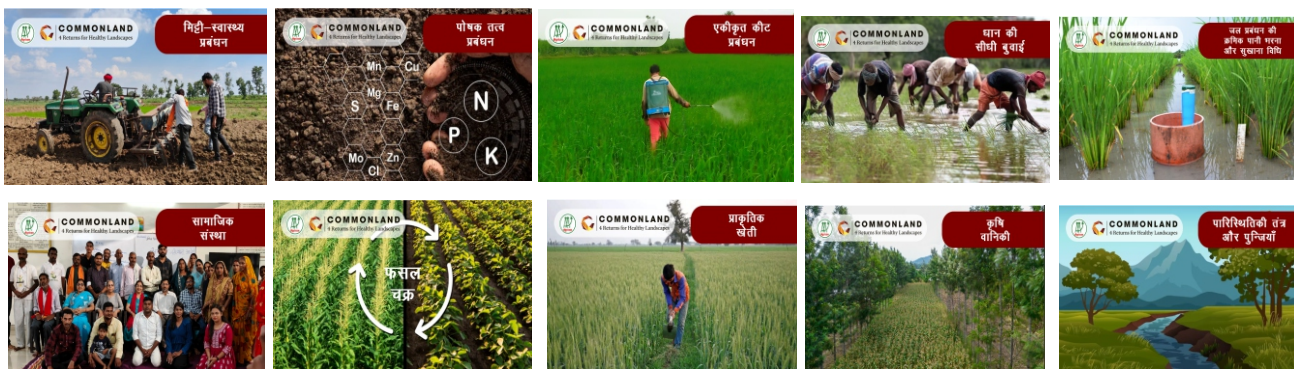 COMMONLAND
4 Returns for Healthy Landscapes
मिट्टी–स्वास्थ्य
प्रबंधन
COMMONLAND
4 Returns for Healthy Landscapes
पोषक तत्व
प्रबंधन
Mn
Cu
Mg
S
Fe
N
P
K
Mo
Zn
Cl
COMMONLAND
4 Returns for Healthy Landscapes
एकीकृत कीट
प्रबंधन
COMMONLAND
4 Returns for Healthy Landscapes
धान की
सीधी बुवाई
COMMONLAND
4 Returns for Healthy Landscapes
जल प्रबंधन की
क्रमिक पानी भरना
और सुखाना विधि
COMMONLAND
4 Returns for Healthy Landscapes
सामाजिक
संस्था
COMMONLAND
4 Returns for Healthy Landscapes
फसल
चक्र
COMMONLAND
4 Returns for Healthy Landscapes
प्राकृतिक
खेती
COMMONLAND
4 Returns for Healthy Landscapes
कृषि
वानिकी
COMMONLAND
4 Returns for Healthy Landscapes
पारिस्थितिकी तंत्र
और पुन्जियाँ